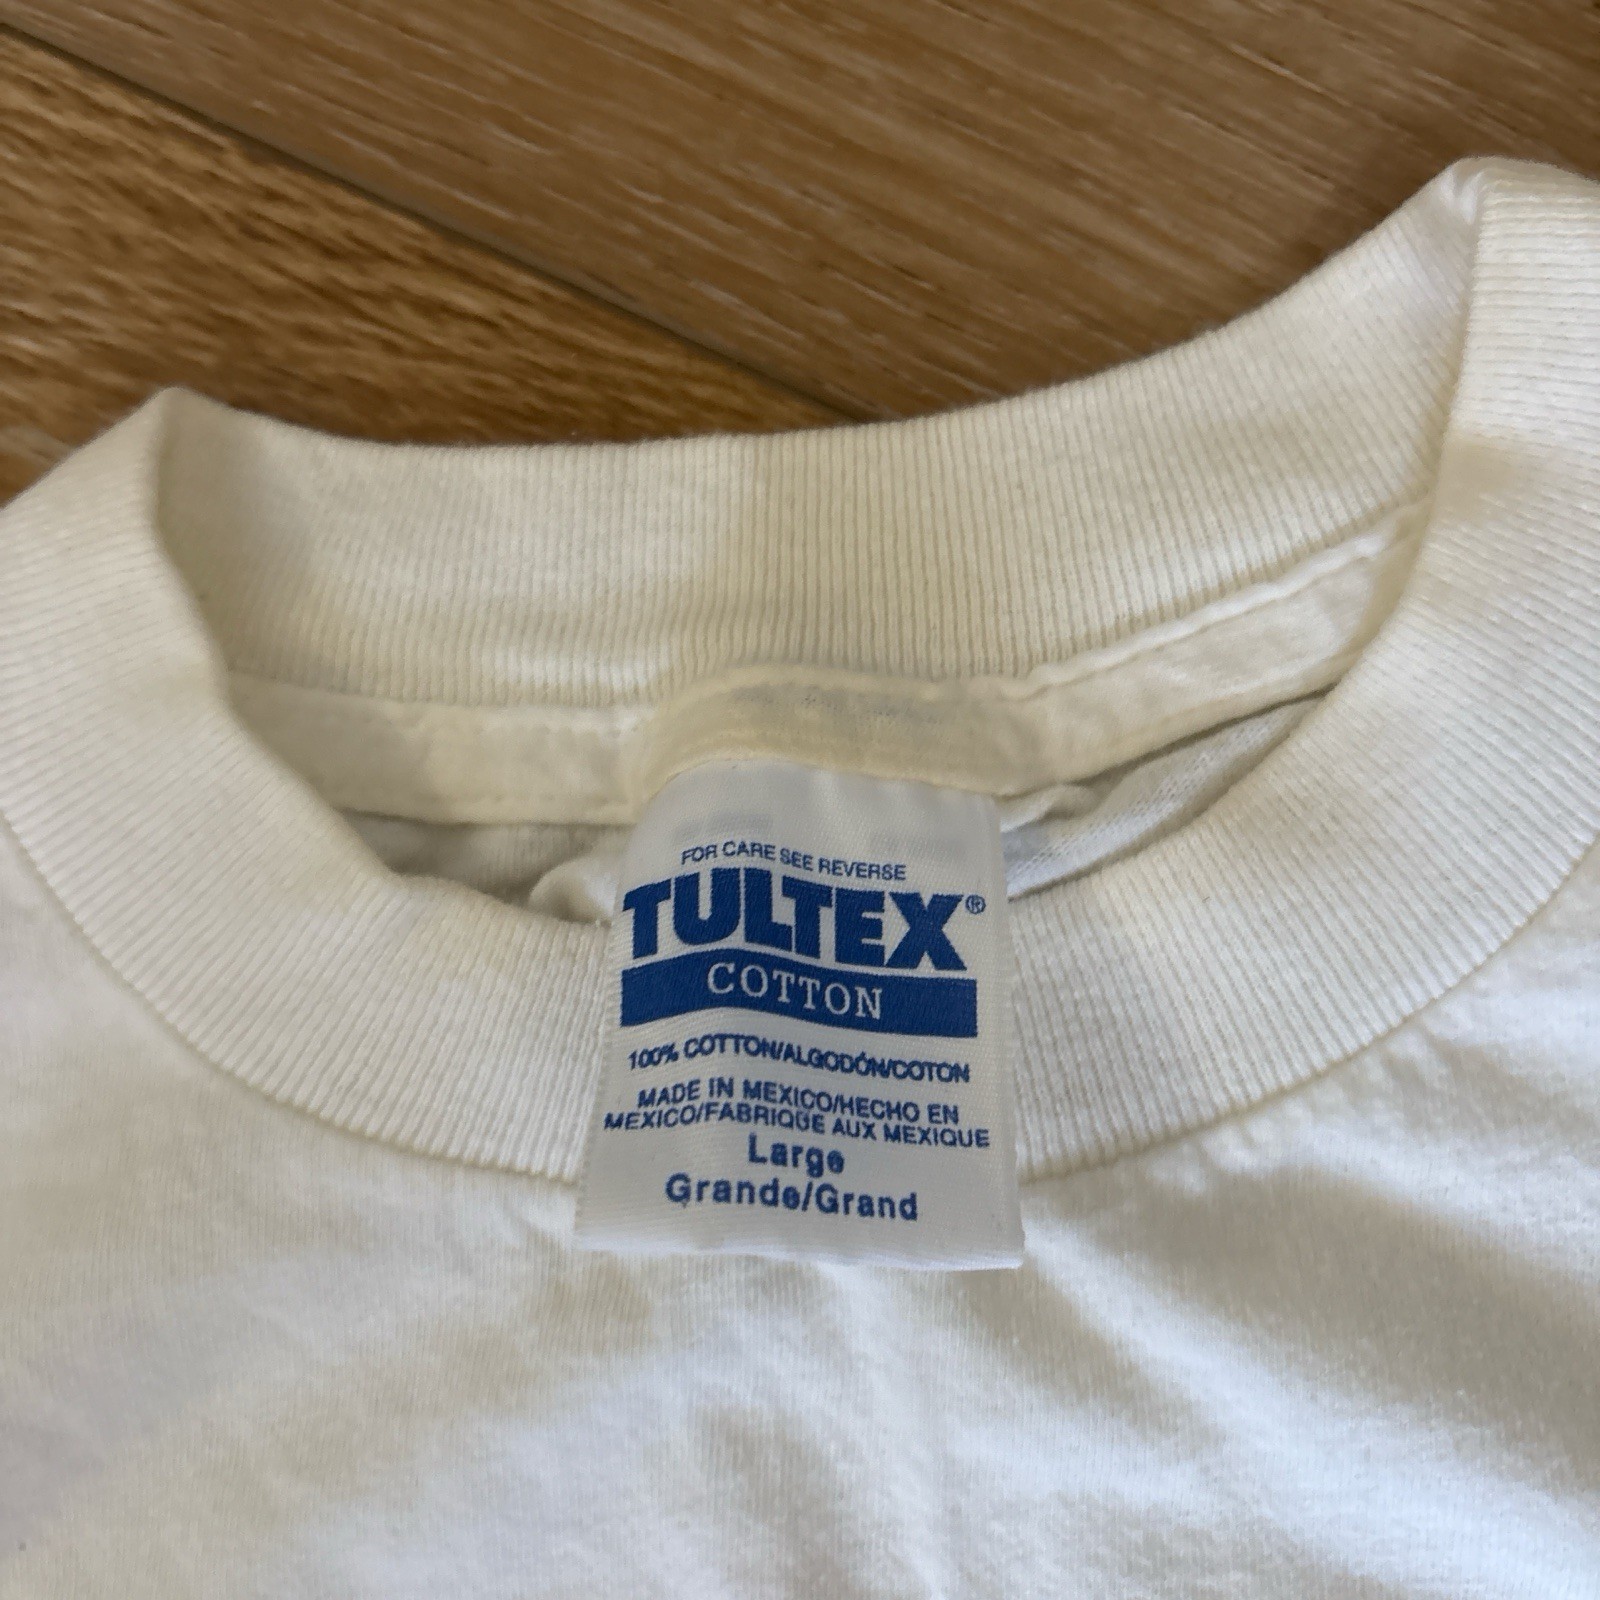 FOR CARE SEE REVERSE
TULTEX®
COTTON
100% COTTON/ALGODÓN/COTON
MADE IN MEXICO/HECHO EN
MEXICO/FABRIQUE AUX MEXIQUE
Large
Grande/Grand